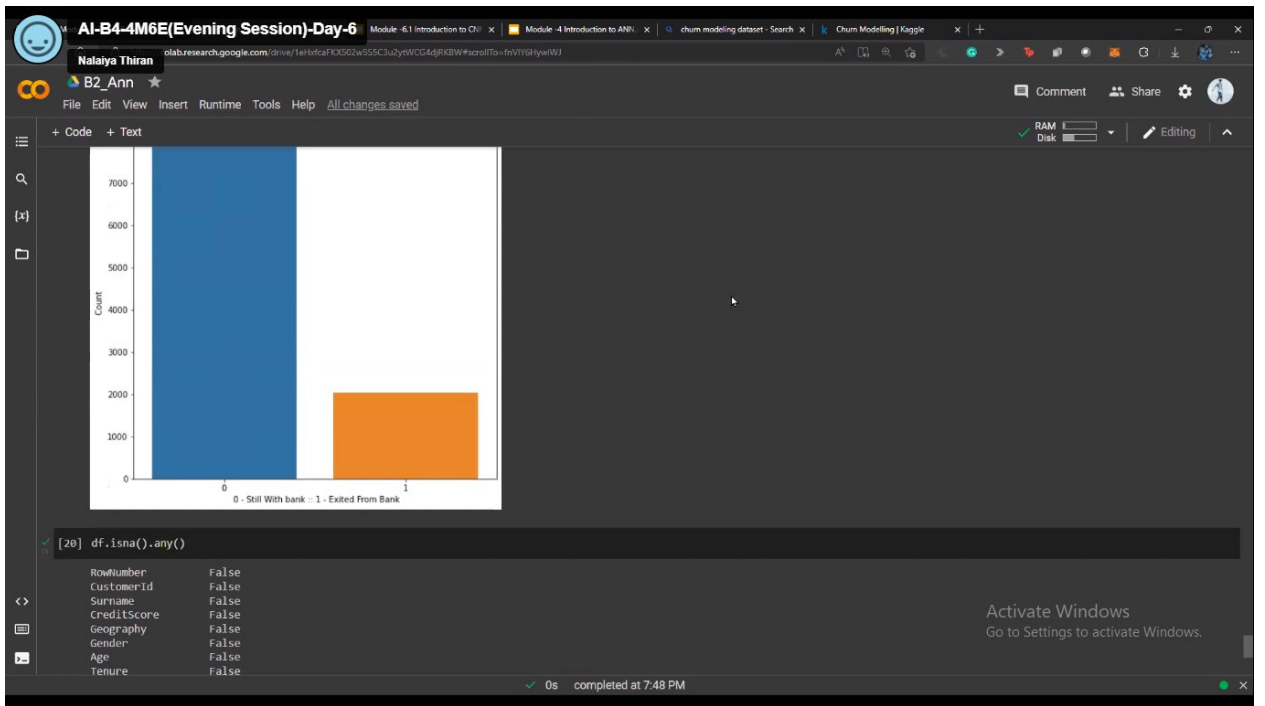 AI-B4-4M6E(Evening Session)-Day-6
Module -6.1 Introduction to CN
Module -4 Introduction to ANN
churn modeling dataset - Search
Churn Modelling | Kaggle
Nalaiya Thiran
B2_Ann
File Edit View Insert Runtime Tools Help All changes saved
Comment Share
+ Code + Text
RAM
Disk
Editing
7000
6000
5000
4000
3000
2000
1000
0
Count
0 1
0 - Still With bank :: 1 - Exited From Bank
[20] df.isna().any()
RowNumber False
CustomerId False
Surname False
CreditScore False
Geography False
Gender False
Age False
Tenure False
Activate Windows
Go to Settings to activate Windows.
0s completed at 7:48 PM